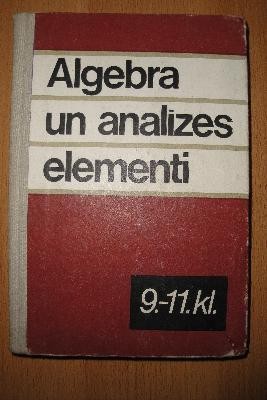 Algebra
un analizes
elementi
9.-11.kl.